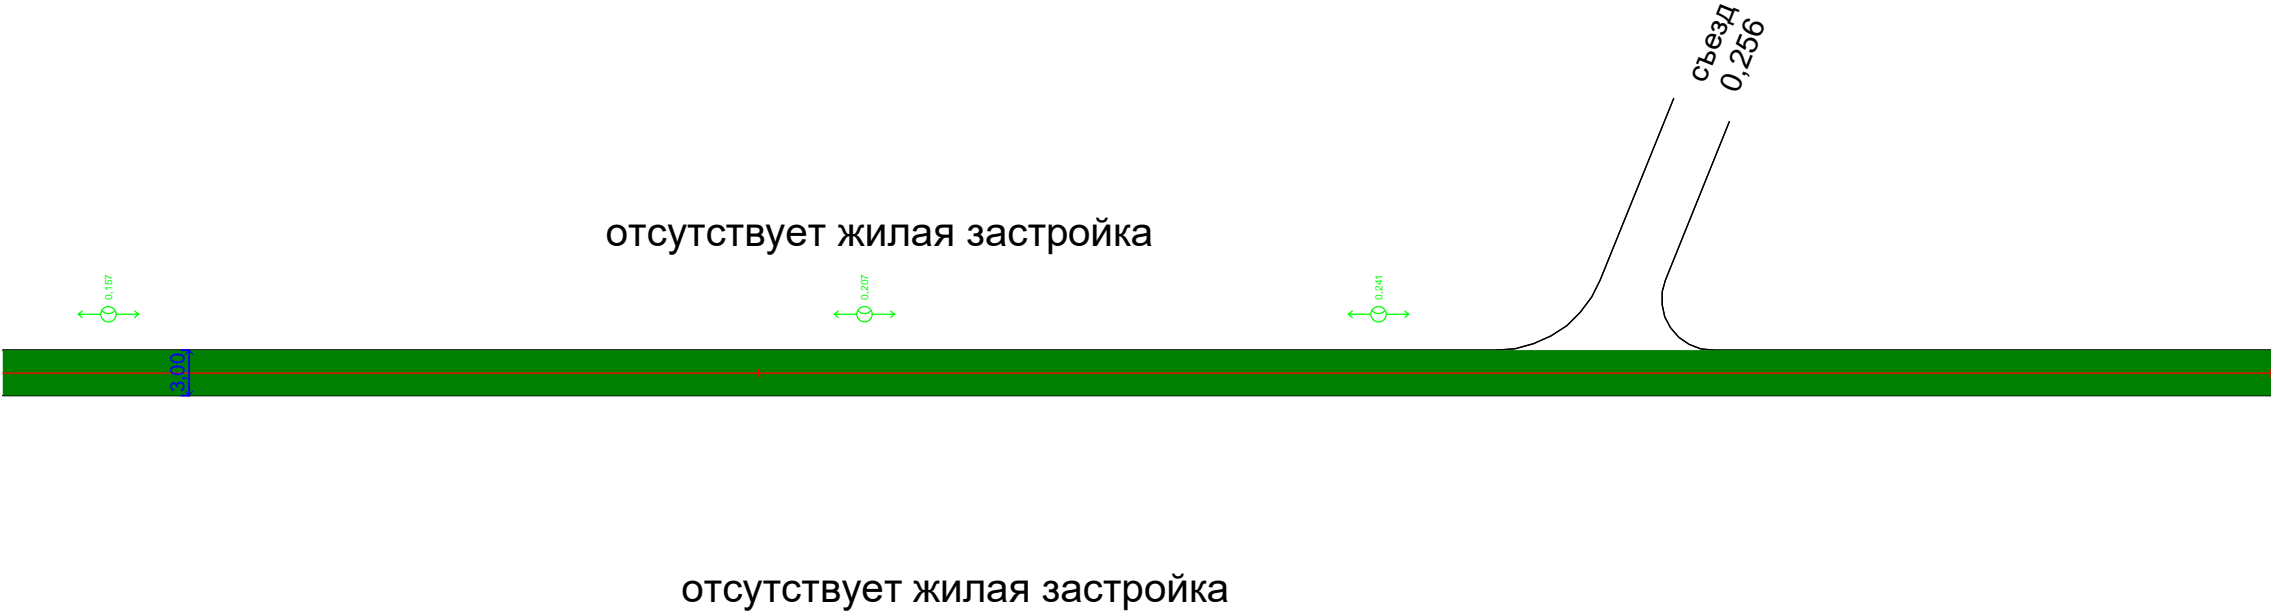 съезд
0,256
отсутствует жилая застройка
0,157
0,207
0,241
3,00
отсутствует жилая застройка